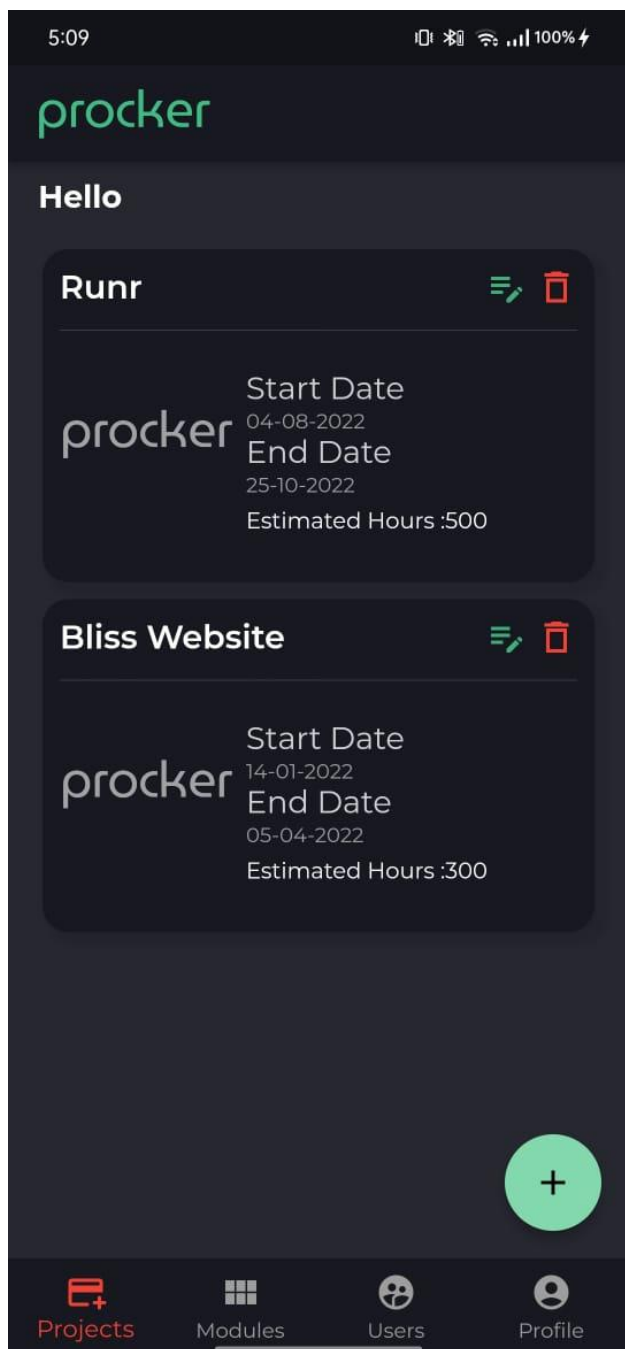 5:09
100%
procker
Hello
Runr
procker
Start Date
04-08-2022
End Date
25-10-2022
Estimated Hours :500
Bliss Website
procker
Start Date
14-01-2022
End Date
05-04-2022
Estimated Hours :300
+
Projects
Modules
Users
Profile